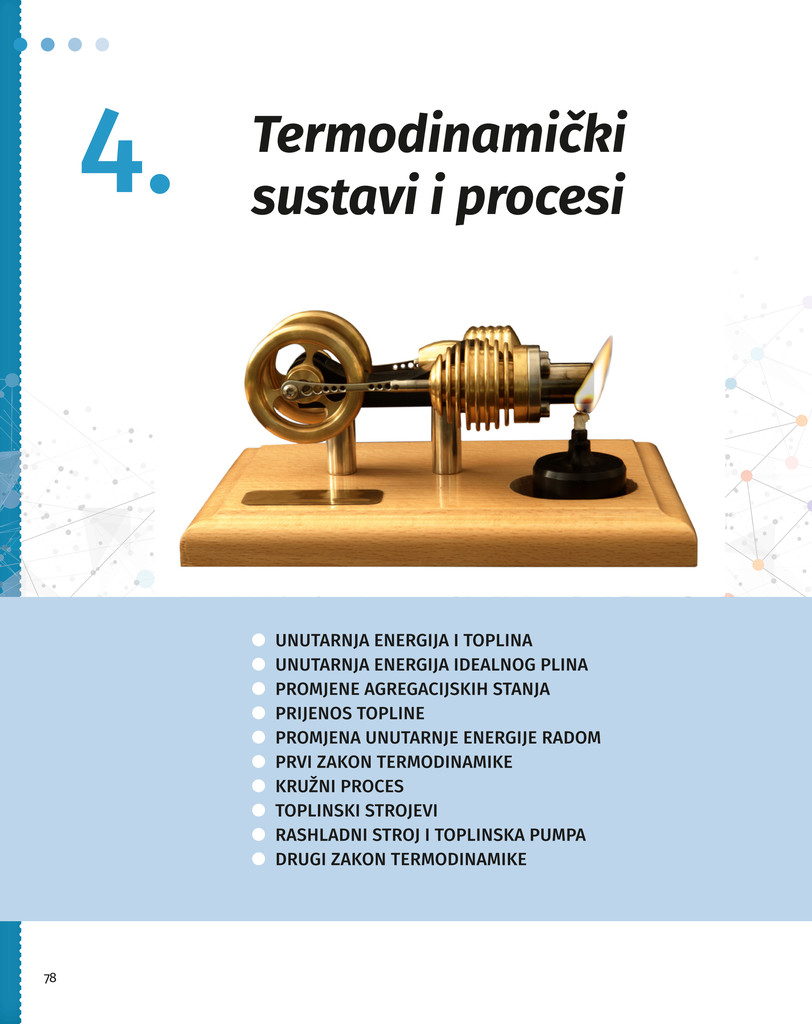 4.
Termodinamički
sustavi i procesi
UNUTARNJA ENERGIJA I TOPLINA
UNUTARNJA ENERGIJA IDEALNOG PLINA
PROMJENE AGREGACIJSKIH STANJA
PRIJENOS TOPLINE
PROMJENA UNUTARNJE ENERGIJE RADOM
PRVI ZAKON TERMODINAMIKE
KRUŽNI PROCES
TOPLINSKI STROJEVI
RASHLADNI STROJ I TOPLINSKA PUMPA
DRUGI ZAKON TERMODINAMIKE
78